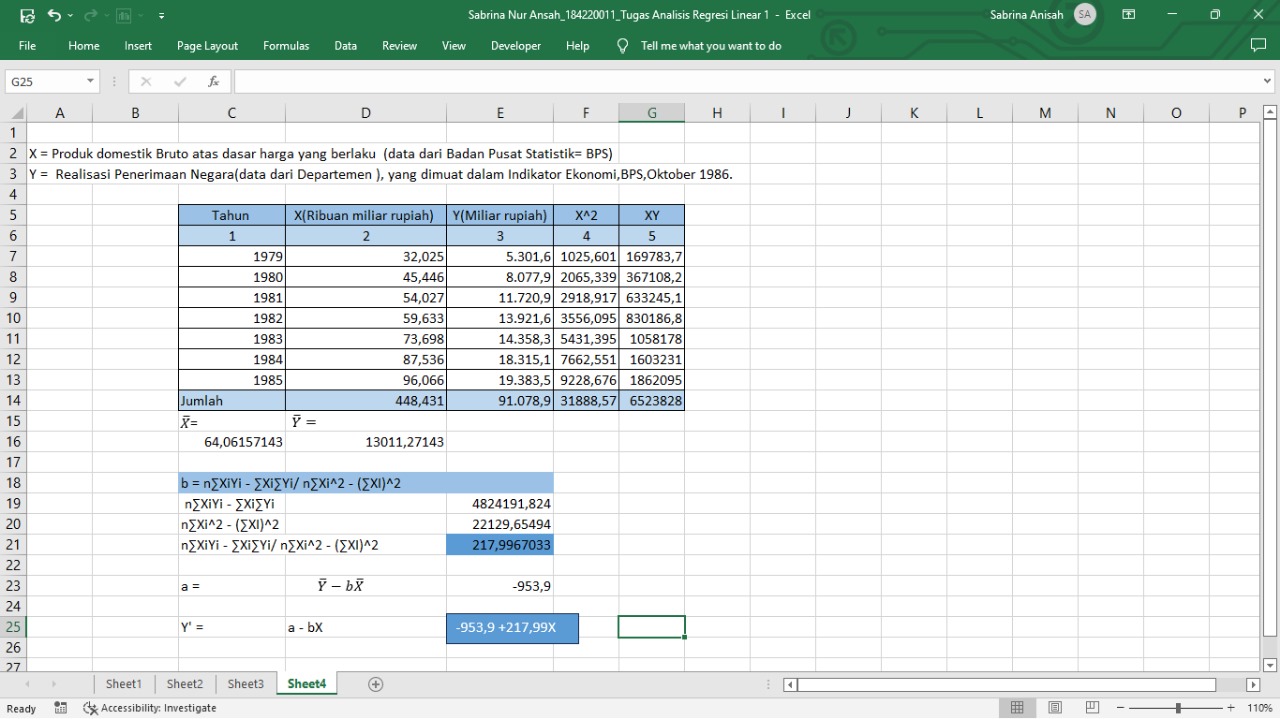 Sabrina Nur Ansah_184220011_Tugas Analisis Regresi Linear 1 - Excel
Sabrina Anisah SA
File Home Insert Page Layout Formulas Data Review View Developer Help Tell me what you want to do
G25 fx
A B C D E F G H I J K L M N O P
1
2 X = Produk domestik Bruto atas dasar harga yang berlaku (data dari Badan Pusat Statistik= BPS)
3 Y = Realisasi Penerimaan Negara(data dari Departemen ), yang dimuat dalam Indikator Ekonomi,BPS,Oktober 1986.
4
5 Tahun X(Ribuan miliar rupiah) Y(Miliar rupiah) X^2 XY
6 1 2 3 4 5
7 1979 32,025 5.301,6 1025,601 169783,7
8 1980 45,446 8.077,9 2065,339 367108,2
9 1981 54,027 11.720,9 2918,917 633245,1
10 1982 59,633 13.921,6 3556,095 830186,8
11 1983 73,698 14.358,3 5431,395 1058178
12 1984 87,536 18.315,1 7662,551 1603231
13 1985 96,066 19.383,5 9228,676 1862095
14 Jumlah 448,431 91.078,9 31888,57 6523828
15 X̅= Y̅ =
16 64,06157143 13011,27143
17
18 b = n∑XiYi - ∑Xi∑Yi/ n∑Xi^2 - (∑XI)^2
19 n∑XiYi - ∑Xi∑Yi 4824191,824
20 n∑Xi^2 - (∑XI)^2 22129,65494
21 n∑XiYi - ∑Xi∑Yi/ n∑Xi^2 - (∑XI)^2 217,9967033
22
23 a = Y̅ − bX̅ -953,9
24
25 Y' = a - bX -953,9 +217,99X
26
27
Sheet1 Sheet2 Sheet3 Sheet4
Ready Accessibility: Investigate 110%